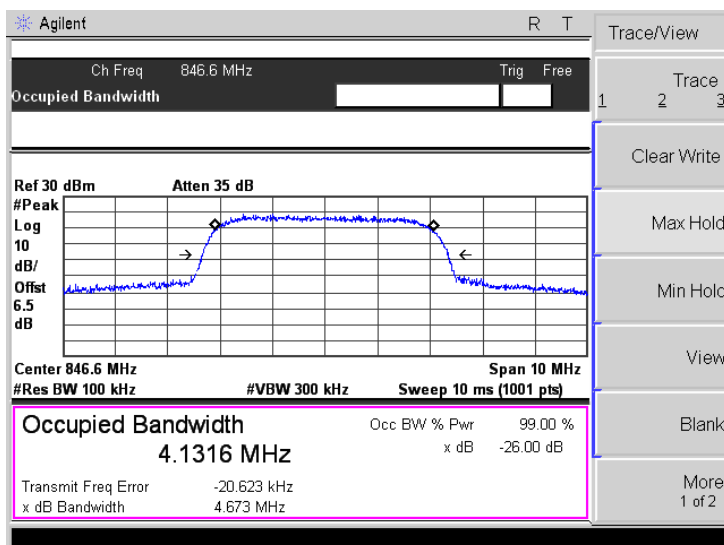 Agilent R T
Trace/View
Ch Freq 846.6 MHz Trig Free
Occupied Bandwidth
Trace
1 2 3
Clear Write
Max Hold
Min Hold
View
Blank
More
1 of 2
Ref 30 dBm Atten 35 dB
#Peak
Log
10
dB/
Offst
6.5
dB
Center 846.6 MHz Span 10 MHz
#Res BW 100 kHz #VBW 300 kHz Sweep 10 ms (1001 pts)
Occupied Bandwidth Occ BW % Pwr 99.00 %
4.1316 MHz x dB -26.00 dB
Transmit Freq Error -20.623 kHz
x dB Bandwidth 4.673 MHz